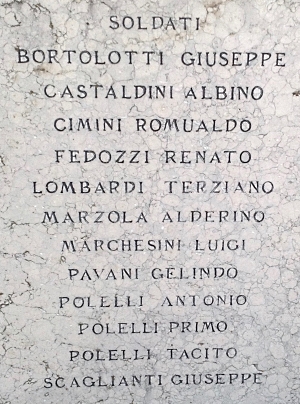 SOLDATI
BORTOLOTTI GIUSEPPE
CASTALDINI ALBINO
CIMINI ROMUALDO
FEDOZZI RENATO
LOMBARDI TERZIANO
MARZOLA ALDERINO
MARCHESINI LUIGI
PAVANI GELINDO
POLELLI ANTONIO
POLELLI PRIMO
POLELLI TACITO
SCAGLIANTI GIUSEPPE